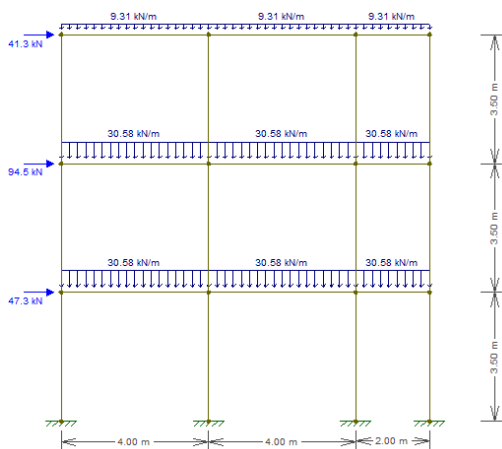 9.31 kN/m 9.31 kN/m 9.31 kN/m
41.3 kN
3.50 m
30.58 kN/m 30.58 kN/m 30.58 kN/m
94.5 kN
3.50 m
30.58 kN/m 30.58 kN/m 30.58 kN/m
47.3 kN
3.50 m
4.00 m 4.00 m 2.00 m